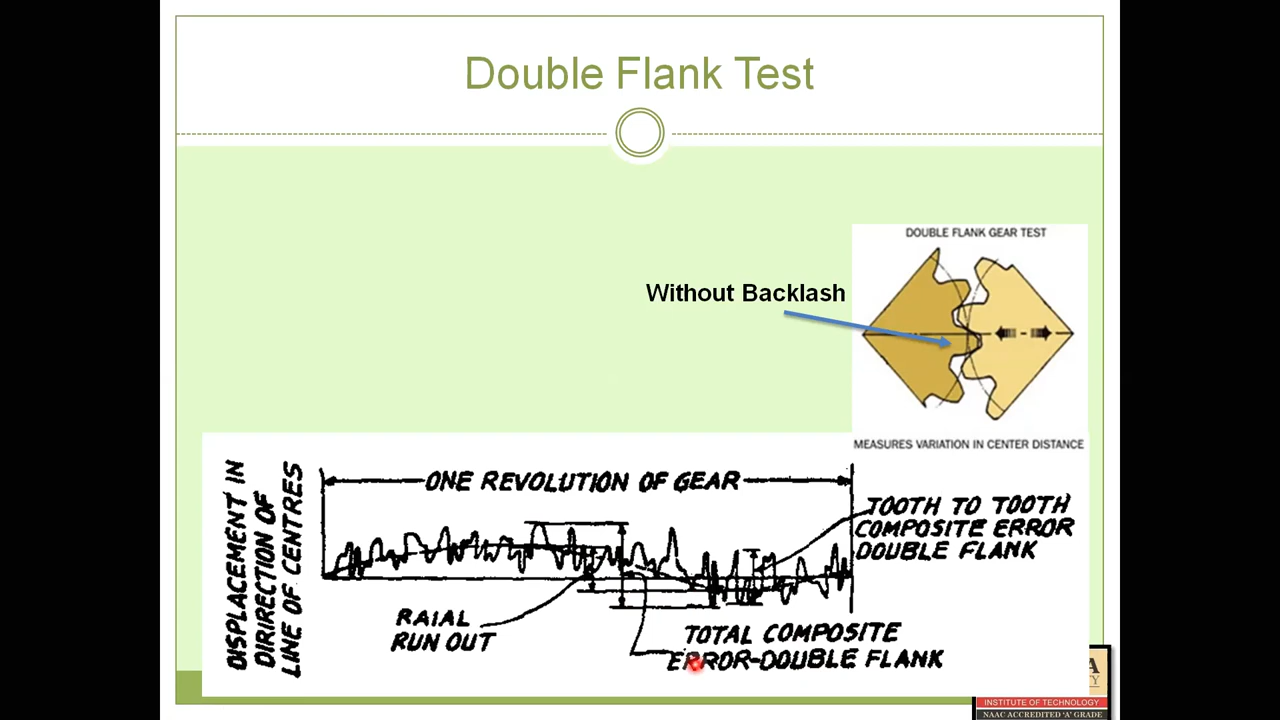 Double Flank Test
DOUBLE FLANK GEAR TEST
Without Backlash
MEASURES VARIATION IN CENTER DISTANCE
DISPLACEMENT IN
DIRIRECTION OF
LINE OF CENTRES
ONE REVOLUTION OF GEAR
TOOTH TO TOOTH
COMPOSITE ERROR
DOUBLE FLANK
RAIAL
RUN OUT
TOTAL COMPOSITE
ERROR-DOUBLE FLANK
INSTITUTE OF TECHNOLOGY
NAAC ACCREDITED 'A' GRADE